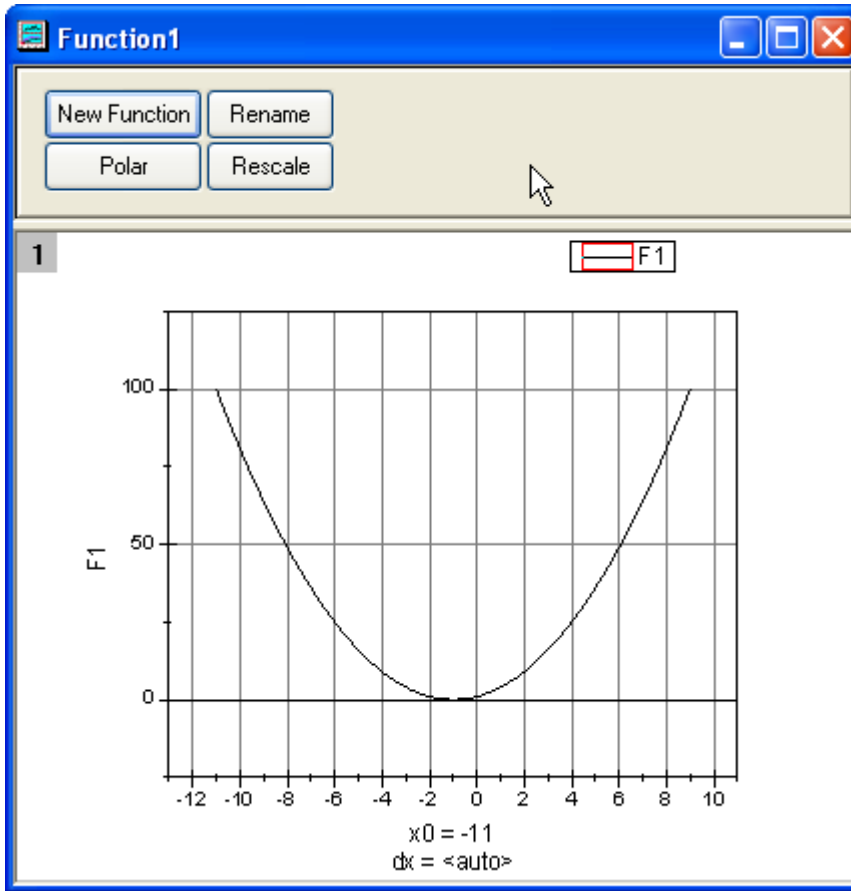 Function1
New Function Rename
Polar Rescale
1
F1
100
50
0
F1
-12 -10 -8 -6 -4 -2 0 2 4 6 8 10
x0 = -11
dx = <auto>